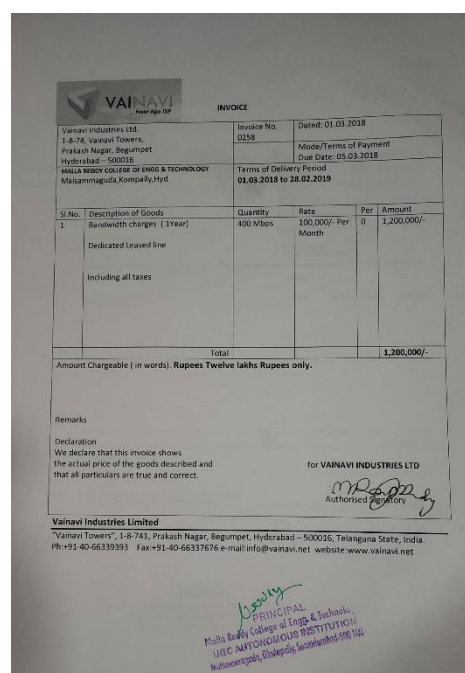 VAINAVI
New Age ISP
INVOICE
Vainavi Industries Ltd.
1-8-74, Vainavi Towers,
Prakash Nagar, Begumpet
Hyderabad – 500016
Invoice No.
0258
Dated: 01.03.2018
Mode/Terms of Payment
Due Date: 05.03.2018
MALLA REDDY COLLEGE OF ENGG & TECHNOLOGY
Maisammaguda,Kompally,Hyd
Terms of Delivery Period
01.03.2018 to 28.02.2019
Sl.No. Description of Goods Quantity Rate Per Amount
1 Bandwidth charges ( 1Year) 400 Mbps 100,000/- Per 0 1,200,000/-
Month
Dedicated Leased line
Including all taxes
Total 1,200,000/-
Amount Chargeable ( in words). Rupees Twelve lakhs Rupees only.
Remarks
Declaration
We declare that this invoice shows
the actual price of the goods described and
that all particulars are true and correct.
for VAINAVI INDUSTRIES LTD
Authorised Signatory
Vainavi Industries Limited
"Vainavi Towers", 1-8-741, Prakash Nagar, Begumpet, Hyderabad – 500016, Telangana State, India.
Ph:+91-40-66339393 Fax:+91-40-66337676 e-mail:info@vainavi.net website:www.vainavi.net
PRINCIPAL
Malla Reddy College of Engg. & Technolo
UGC AUTONOMOUS INSTITUTION